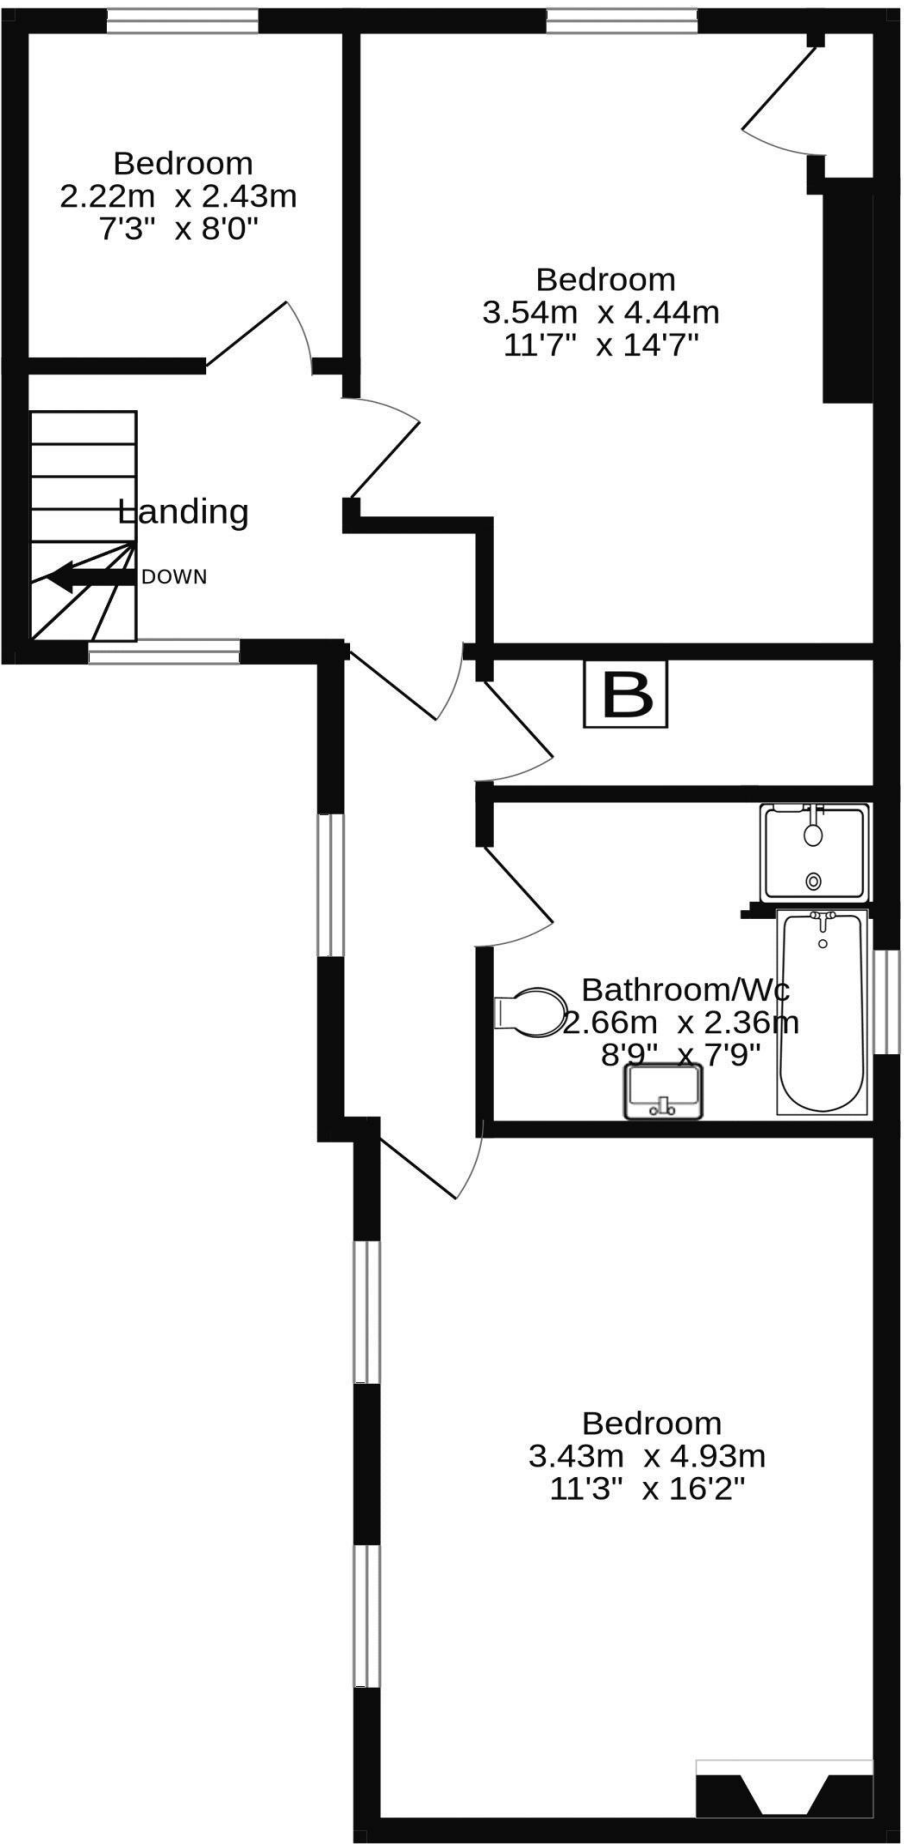 Bedroom
2.22m x 2.43m
7'3" x 8'0"
Bedroom
3.54m x 4.44m
11'7" x 14'7"
Landing
DOWN
B
Bathroom/Wc
2.66m x 2.36m
8'9" x 7'9"
Bedroom
3.43m x 4.93m
11'3" x 16'2"